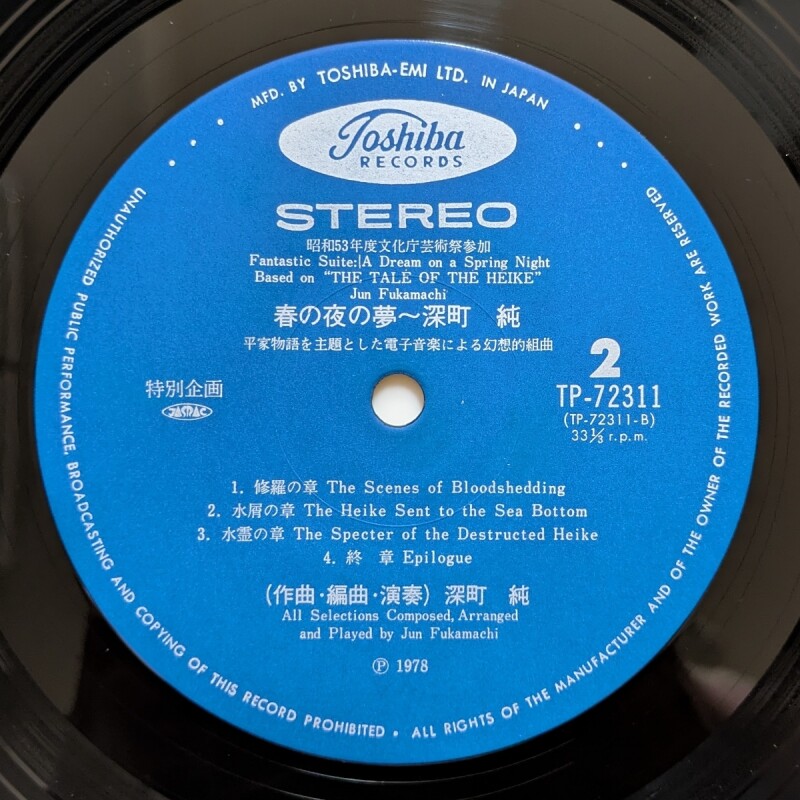 MFD. BY TOSHIBA-EMI LTD. IN JAPAN
Toshiba
RECORDS
STEREO
昭和53年度文化庁芸術祭参加
Fantastic Suite:|A Dream on a Spring Night
Based on "THE TALE OF THE HEIKE"
Jun Fukamachi
春の夜の夢～深町 純
平家物語を主題とした電子音楽による幻想的組曲
特別企画
JASRAC
2
TP-72311
(TP-72311-B)
33⅓ r.p.m.
1. 修羅の章 The Scenes of Bloodshedding
2. 水屑の章 The Heike Sent to the Sea Bottom
3. 水霊の章 The Specter of the Destructed Heike
4. 終 章 Epilogue
(作曲・編曲・演奏) 深町 純
All Selections Composed, Arranged
and Played by Jun Fukamachi
Ⓟ 1978
UNAUTHORIZED PUBLIC PERFORMANCE, BROADCASTING AND COPYING OF THIS RECORD PROHIBITED • ALL RIGHTS OF THE MANUFACTURER AND OF THE OWNER OF THE RECORDED WORK ARE RESERVED